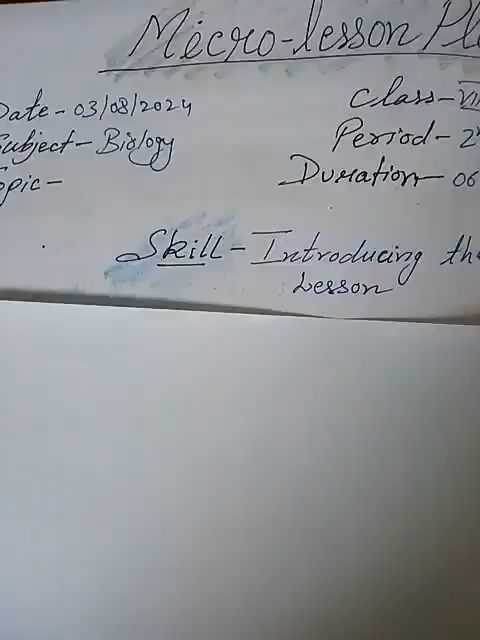 Micro-lesson Pl
Date - 03/08/2024
Class - VII
Subject - Biology
Period - 2
Topic -
Duration - 06
Skill - Introducing the
Lesson